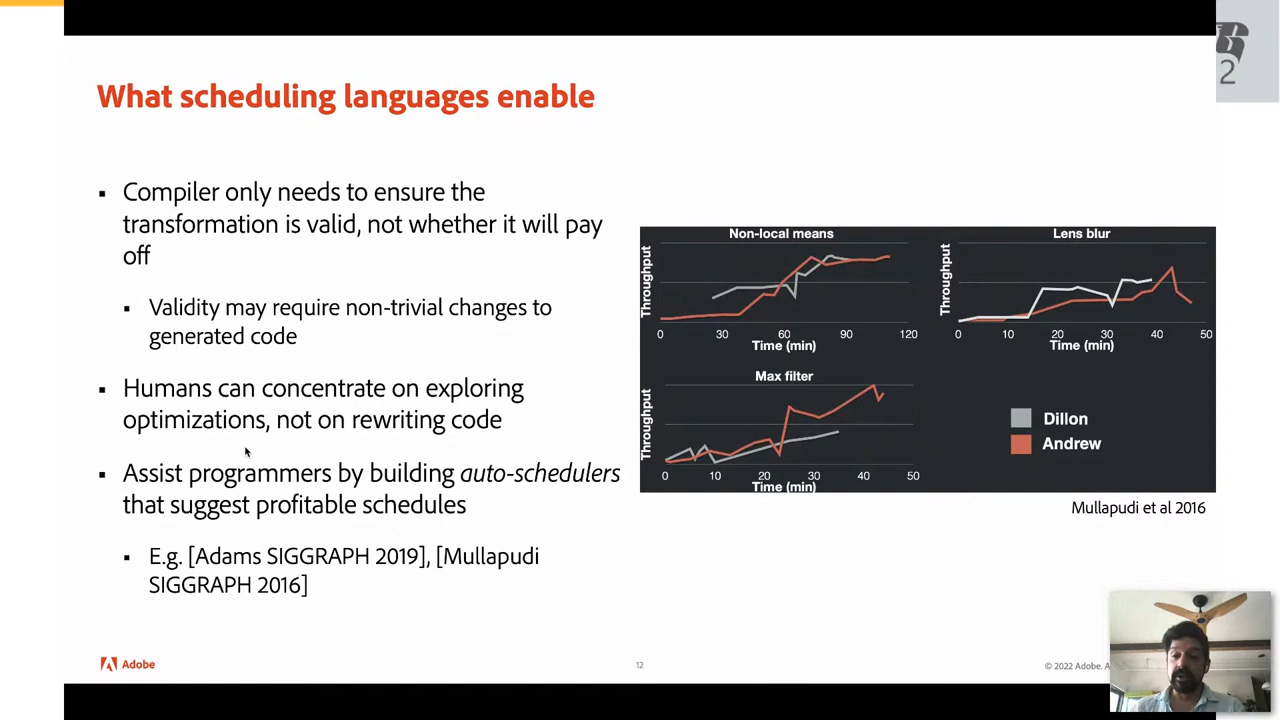 What scheduling languages enable
▪ Compiler only needs to ensure the
transformation is valid, not whether it will pay
off
▪ Validity may require non-trivial changes to
generated code
▪ Humans can concentrate on exploring
optimizations, not on rewriting code
▪ Assist programmers by building auto-schedulers
that suggest profitable schedules
▪ E.g. [Adams SIGGRAPH 2019], [Mullapudi
SIGGRAPH 2016]
Non-local means
Throughput
0 30 60 90 120
Time (min)
Lens blur
Throughput
0 10 20 30 40 50
Time (min)
Max filter
Throughput
0 10 20 30 40 50
Time (min)
Dillon
Andrew
Mullapudi et al 2016
Adobe
12
© 2022 Adobe. A
2